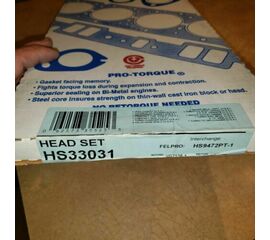 PRO-TORQUE®
• Gasket facing memory.
• Fights torque loss during expansion and contraction.
• Superior sealing on Bi-Metal engines.
• Steel core insures strength on thin-wall cast iron block or head.
NO RETORQUE NEEDED
HEAD SET
HS33031
Interchange:
FELPRO: HS9472PT-1